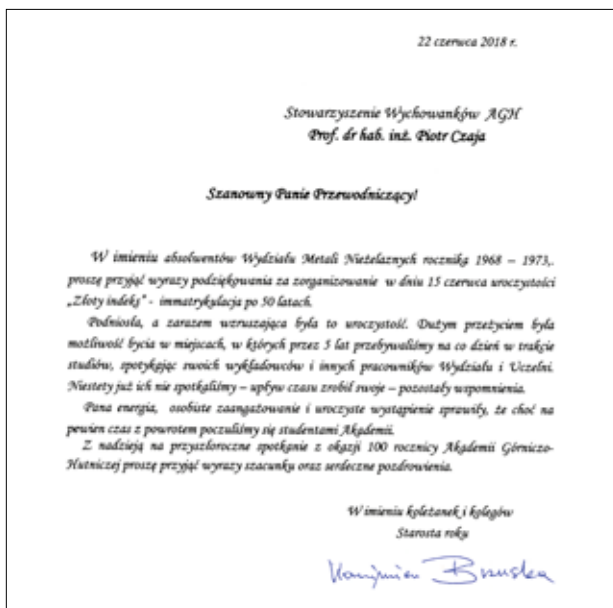 22 czerwca 2018 r.
Stowarzyszenie Wychowanków AGH
Prof. dr hab. inż. Piotr Czaja
Szanowny Panie Przewodniczący!
W imieniu absolwentów Wydziału Metali Nieżelaznych rocznika 1968 – 1973,.
proszę przyjąć wyrazy podziękowania za zorganizowanie w dniu 15 czerwca uroczystości
„Złoty indeks” - immatrykulacja po 50 latach.
Podniosła, a zarazem wzruszająca była to uroczystość. Dużym przeżyciem była
możliwość bycia w miejscach, w których przez 5 lat przebywaliśmy na co dzień w trakcie
studiów, spotykając swoich wykładowców i innych pracowników Wydziału i Uczelni.
Niestety już ich nie spotkaliśmy – upływ czasu zrobił swoje – pozostały wspomnienia.
Pana energia, osobiste zaangażowanie i uroczyste wystąpienie sprawiły, że choć na
pewien czas z powrotem poczuliśmy się studentami Akademii.
Z nadzieją na przyszłoroczne spotkanie z okazji 100 rocznicy Akademii Górniczo-
Hutniczej proszę przyjąć wyrazy szacunku oraz serdeczne pozdrowienia.
W imieniu koleżanek i kolegów
Starosta roku